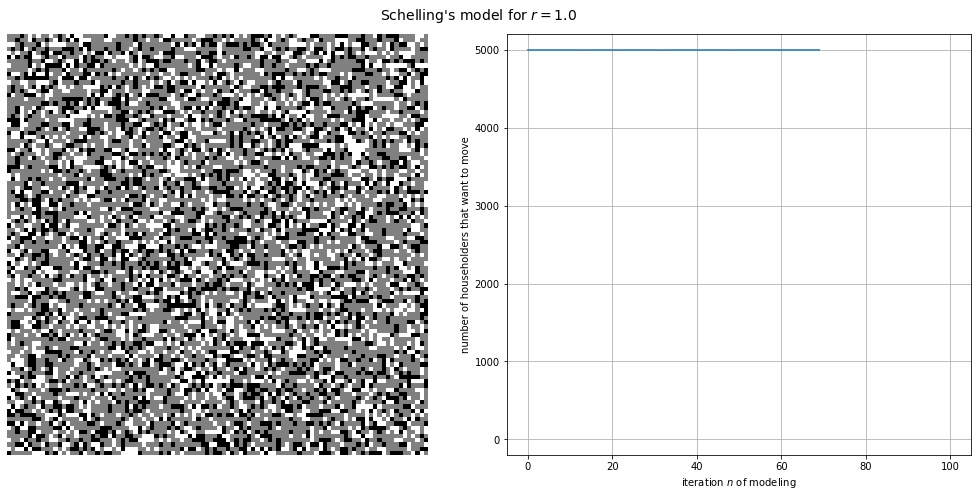 Schelling's model for r = 1.0
number of householders that want to move
5000
4000
3000
2000
1000
0
0 20 40 60 80 100
iteration n of modeling